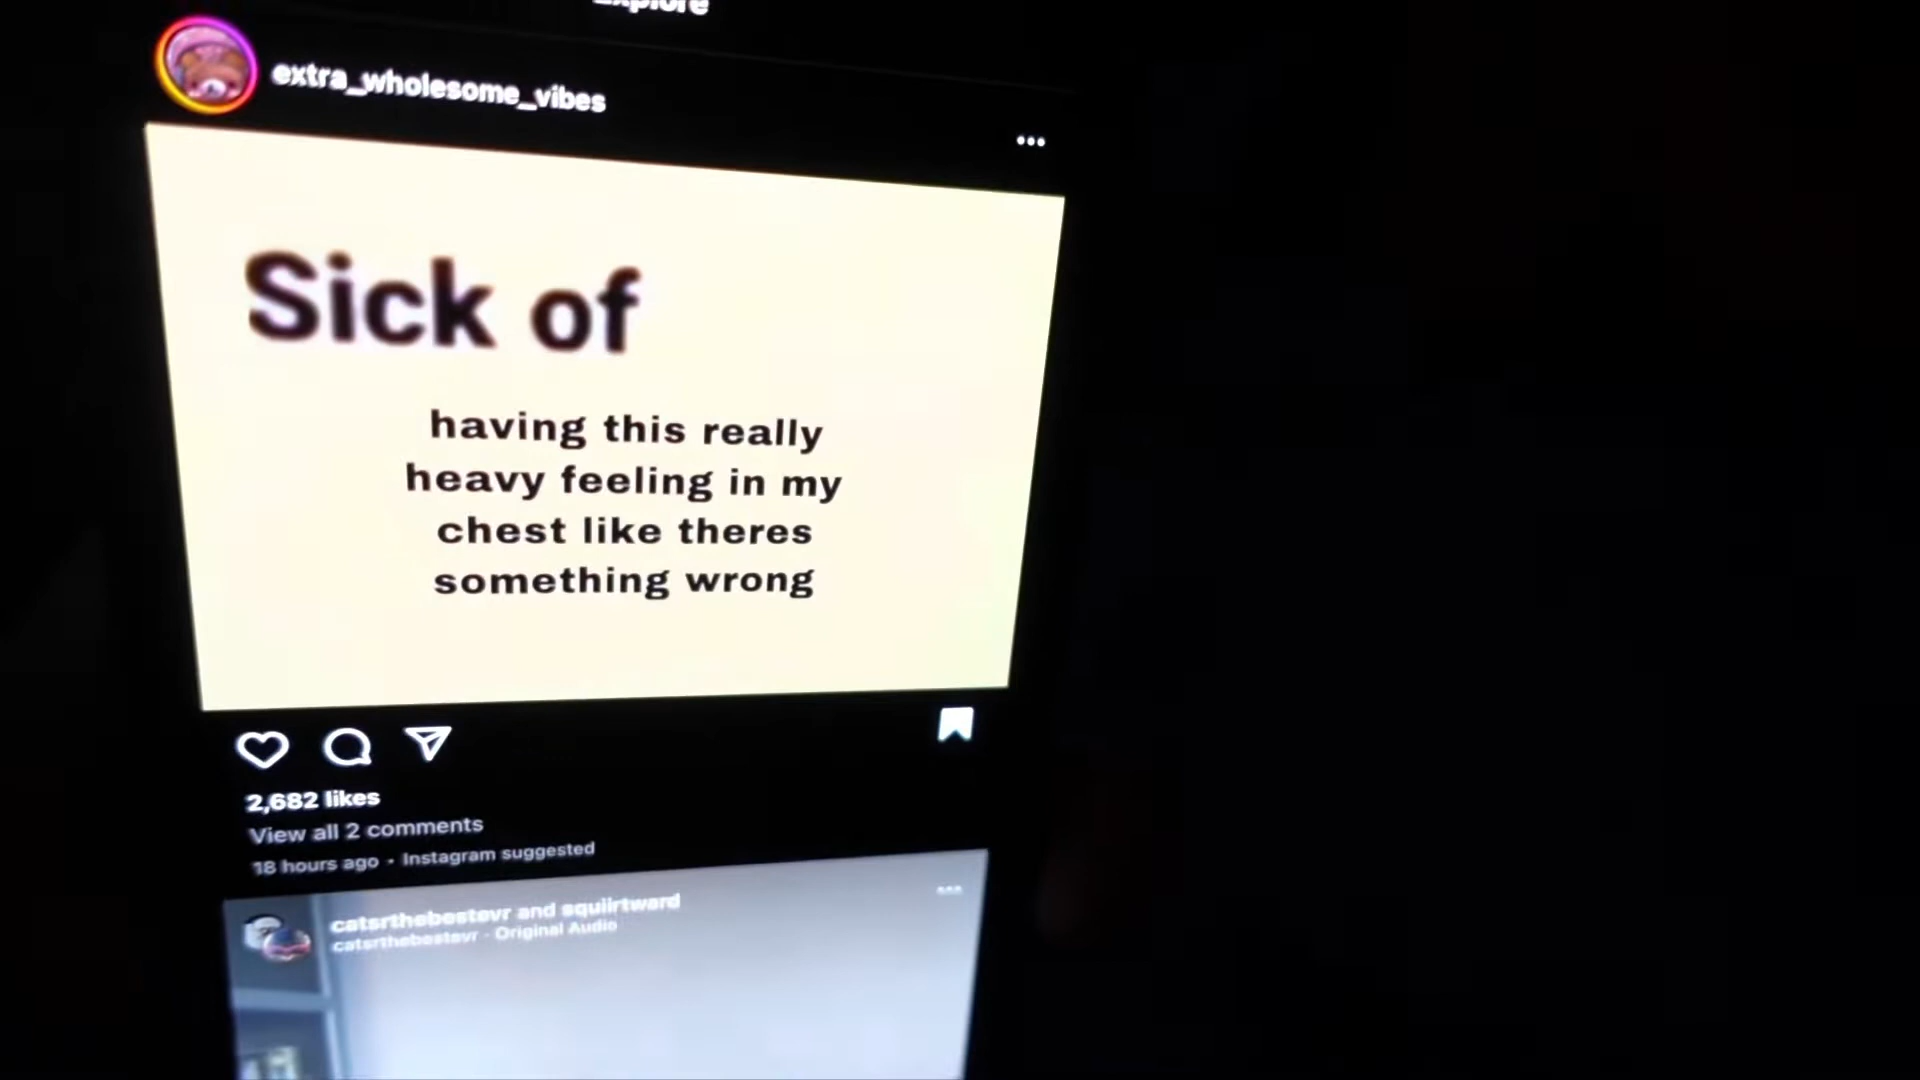 Explore
extra_wholesome_vibes
Sick of
having this really
heavy feeling in my
chest like theres
something wrong
2,682 likes
View all 2 comments
18 hours ago • Instagram suggested
catsrthebestevr and squiirtward
catsrthebestevr · Original Audio